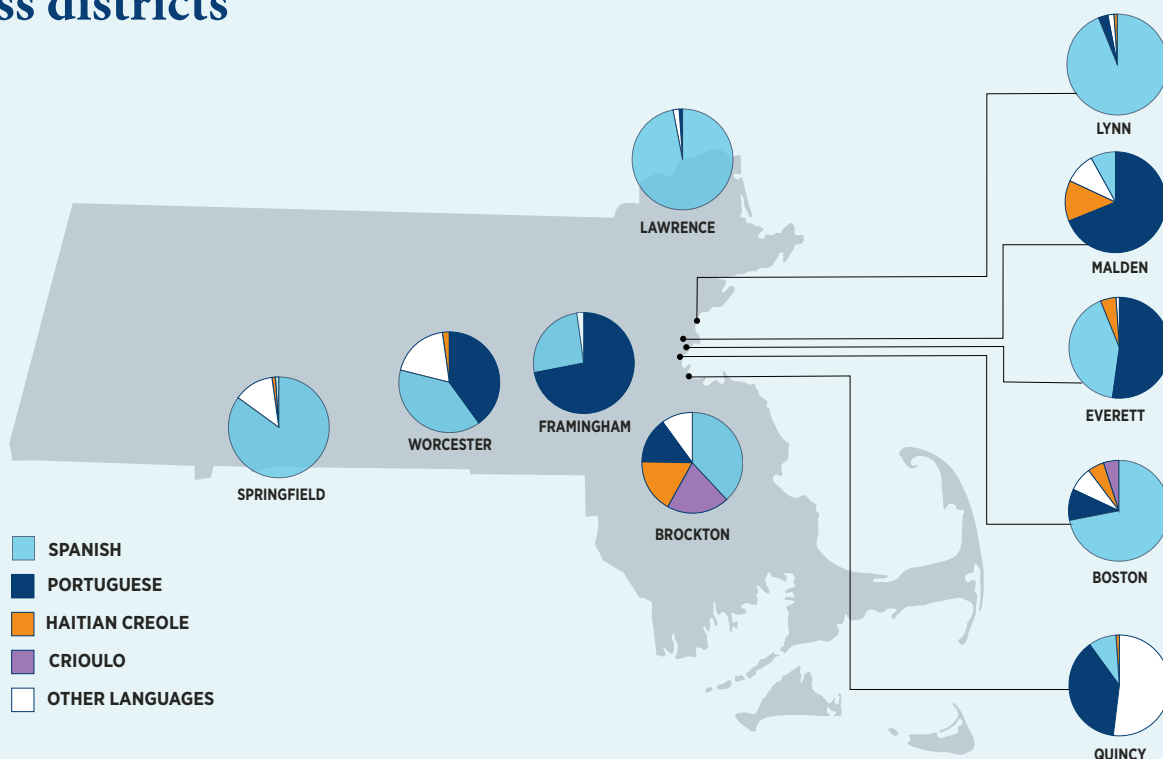 ss districts
LYNN
MALDEN
EVERETT
BOSTON
QUINCY
LAWRENCE
WORCESTER
FRAMINGHAM
SPRINGFIELD
BROCKTON
SPANISH
PORTUGUESE
HAITIAN CREOLE
CRIOULO
OTHER LANGUAGES